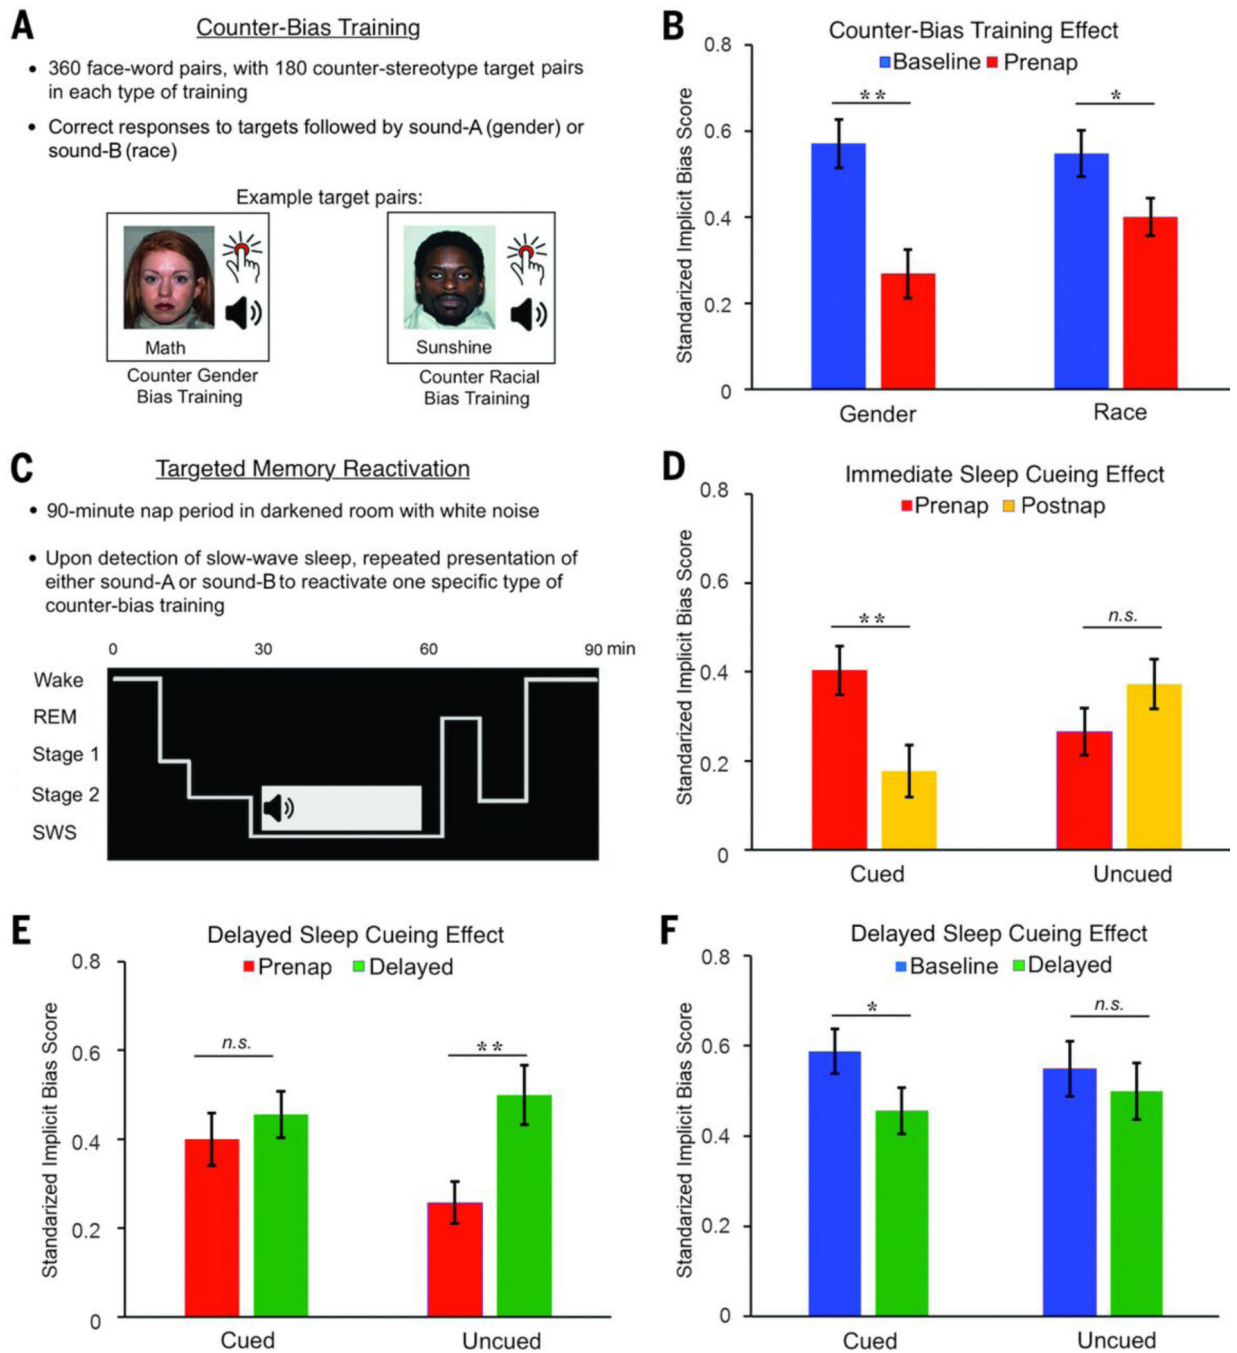 A
Counter-Bias Training
• 360 face-word pairs, with 180 counter-stereotype target pairs
in each type of training
• Correct responses to targets followed by sound-A (gender) or
sound-B (race)
Example target pairs:
Math
Sunshine
Counter Gender
Bias Training
Counter Racial
Bias Training
B
Counter-Bias Training Effect
Baseline Prenap
Standarized Implicit Bias Score
0.8
0.6
0.4
0.2
0
**
*
Gender
Race
C
Targeted Memory Reactivation
• 90-minute nap period in darkened room with white noise
• Upon detection of slow-wave sleep, repeated presentation of
either sound-A or sound-B to reactivate one specific type of
counter-bias training
0 30 60 90 min
Wake
REM
Stage 1
Stage 2
SWS
D
Immediate Sleep Cueing Effect
Prenap Postnap
Standarized Implicit Bias Score
0.8
0.6
0.4
0.2
0
**
n.s.
Cued
Uncued
E
Delayed Sleep Cueing Effect
Prenap Delayed
Standarized Implicit Bias Score
0.8
0.6
0.4
0.2
0
n.s.
**
Cued
Uncued
F
Delayed Sleep Cueing Effect
Baseline Delayed
Standarized Implicit Bias Score
0.8
0.6
0.4
0.2
0
*
n.s.
Cued
Uncued